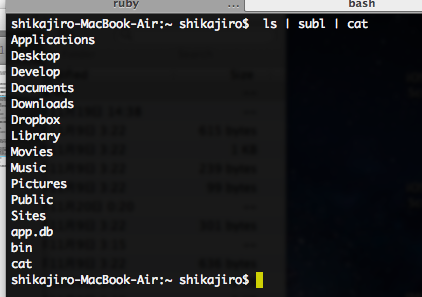 ruby ... bash
shikajiro-MacBook-Air:~ shikajiro$  ls | subl | cat
Applications
Desktop
Develop
Documents
Downloads
Dropbox
Library
Movies
Music
Pictures
Public
Sites
app.db
bin
cat
shikajiro-MacBook-Air:~ shikajiro$